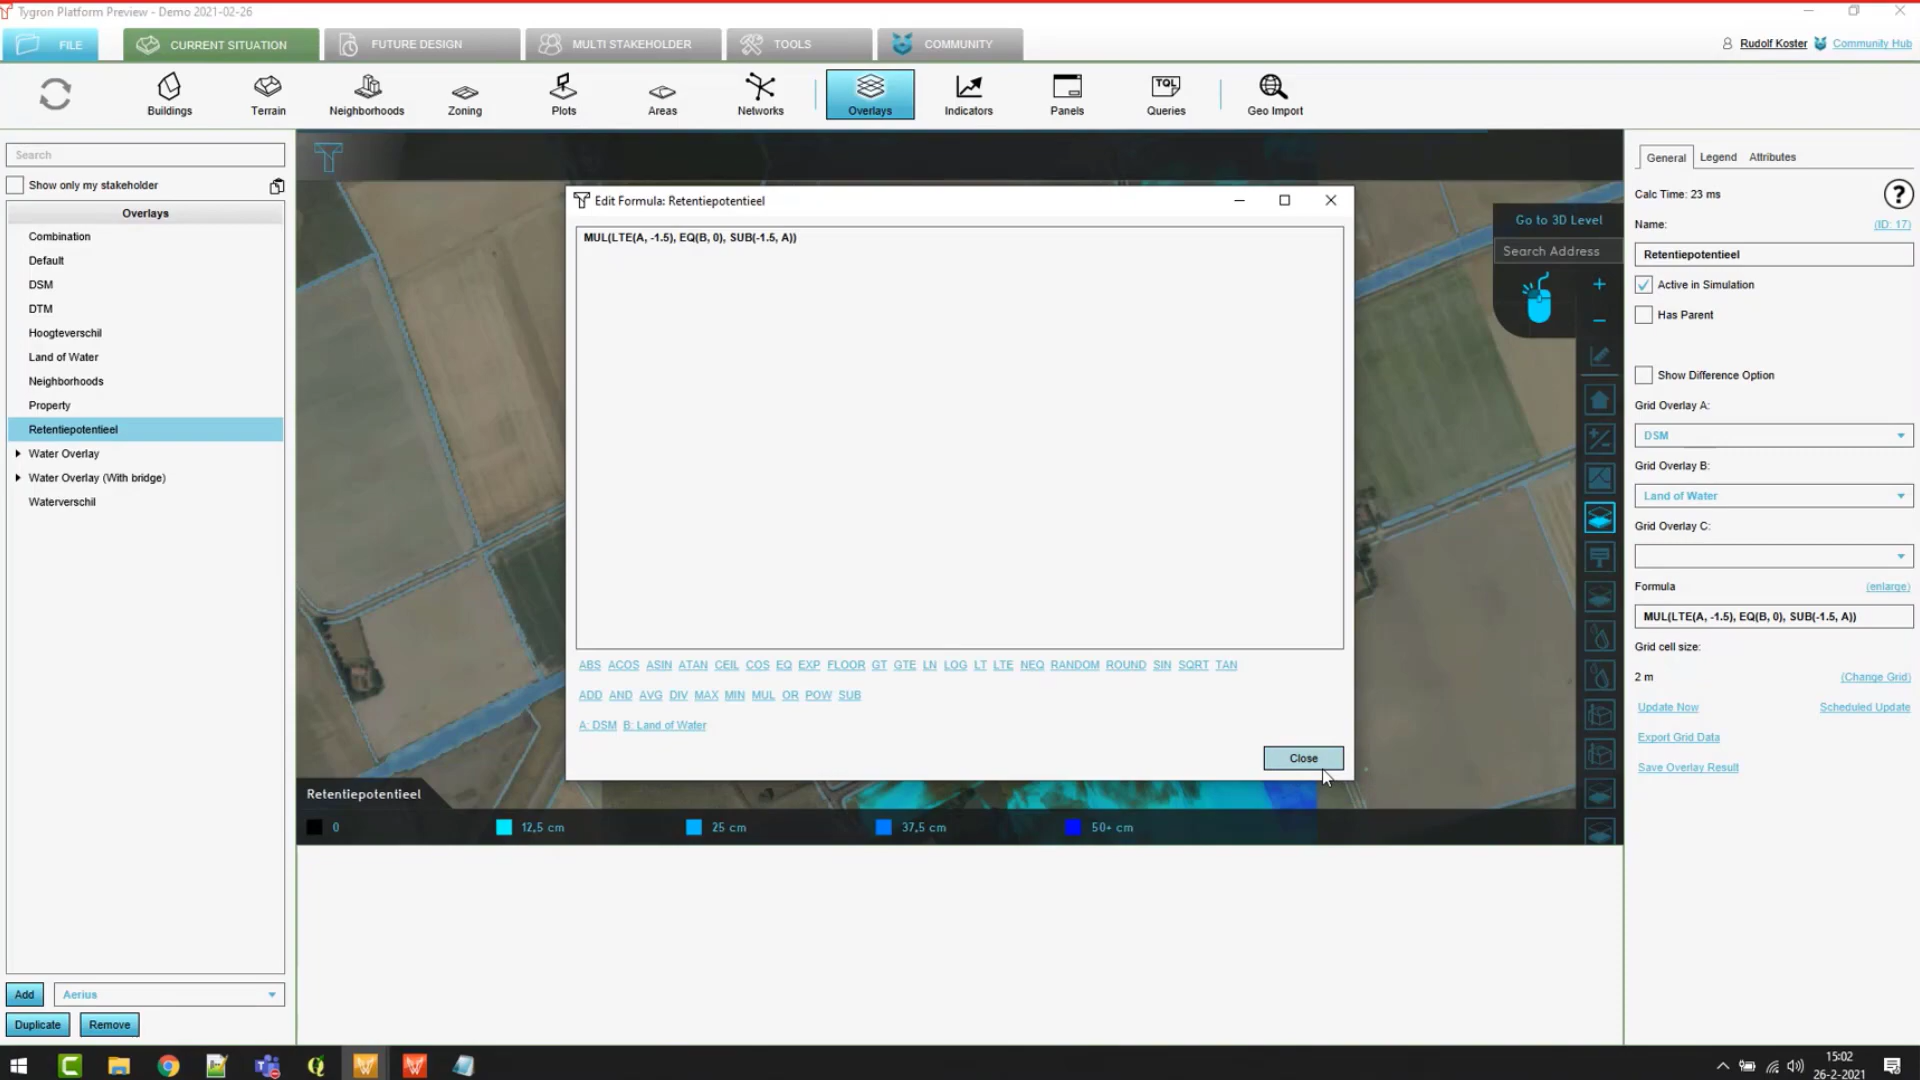 Tygron Platform Preview - Demo 2021-02-26
FILE
CURRENT SITUATION
FUTURE DESIGN
MULTI STAKEHOLDER
TOOLS
COMMUNITY
Rudolf Koster
Community Hub
Buildings
Terrain
Neighborhoods
Zoning
Plots
Areas
Networks
Overlays
Indicators
Panels
TQL
Queries
Geo Import
Search
Show only my stakeholder
Overlays
Combination
Default
DSM
DTM
Hoogteverschil
Land of Water
Neighborhoods
Property
Retentiepotentieel
Water Overlay
Water Overlay (With bridge)
Waterverschil
Add
Aerius
Duplicate
Remove
Go to 3D Level
Search Address
Edit Formula: Retentiepotentieel
MUL(LTE(A, -1.5), EQ(B, 0), SUB(-1.5, A))
ABS ACOS ASIN ATAN CEIL COS EQ EXP FLOOR GT GTE LN LOG LT LTE NEQ RANDOM ROUND SIN SQRT TAN
ADD AND AVG DIV MAX MIN MUL OR POW SUB
A: DSM B: Land of Water
Close
Retentiepotentieel
0
12,5 cm
25 cm
37,5 cm
50+ cm
General
Legend
Attributes
Calc Time: 23 ms
?
Name:
(ID: 17)
Retentiepotentieel
Active in Simulation
Has Parent
Show Difference Option
Grid Overlay A:
DSM
Grid Overlay B:
Land of Water
Grid Overlay C:
Formula
(enlarge)
MUL(LTE(A, -1.5), EQ(B, 0), SUB(-1.5, A))
Grid cell size:
2 m
(Change Grid)
Update Now
Scheduled Update
Export Grid Data
Save Overlay Result
15:02
26-2-2021